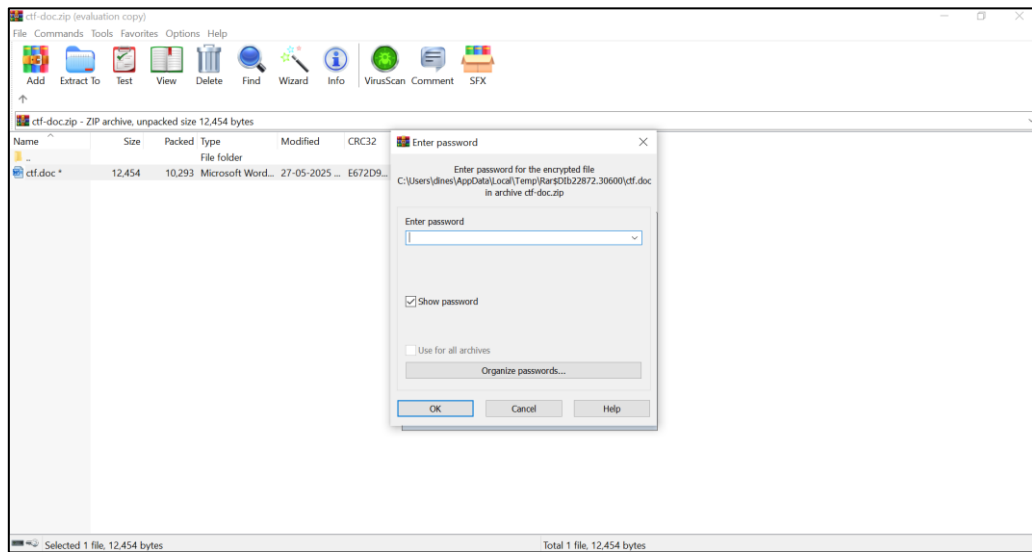 ctf-doc.zip (evaluation copy)
File Commands Tools Favorites Options Help
Add Extract To Test View Delete Find Wizard Info VirusScan Comment SFX
ctf-doc.zip - ZIP archive, unpacked size 12,454 bytes
Name Size Packed Type Modified CRC32
.. File folder
ctf.doc * 12,454 10,293 Microsoft Word... 27-05-2025 ... E672D9...
Enter password
Enter password for the encrypted file
C:\Users\dines\AppData\Local\Temp\Rar$DIb22872.30600\ctf.doc
in archive ctf-doc.zip
Enter password
Show password
Use for all archives
Organize passwords...
OK Cancel Help
Selected 1 file, 12,454 bytes Total 1 file, 12,454 bytes